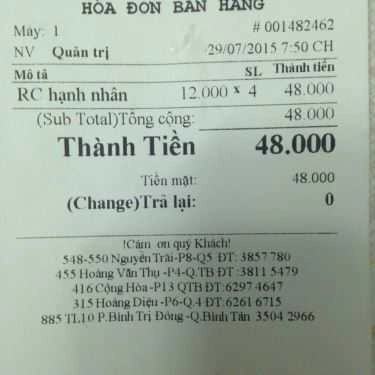 HÓA ĐƠN BÁN HÀNG
Máy: 1 # 001482462
NV Quản trị 29/07/2015 7:50 CH
Mô tả SL Thành tiền
RC hạnh nhân 12.000 x 4 48.000
(Sub Total)Tổng cộng: 48.000
Thành Tiền 48.000
Tiền mặt: 48.000
(Change)Trả lại: 0
!Cám ơn quý Khách!
548-550 Nguyễn Trãi-P8-Q5 ĐT: 3857 780
455 Hoàng Văn Thụ -P4-Q.TB ĐT :3811 5479
416 Cộng Hòa-P13 QTB ĐT:6297 4647
315 Hoàng Diệu -P6-Q.4 ĐT:6261 6715
885 TL10 P.Bình Trị Đông -Q.Bình Tân 3504 2966